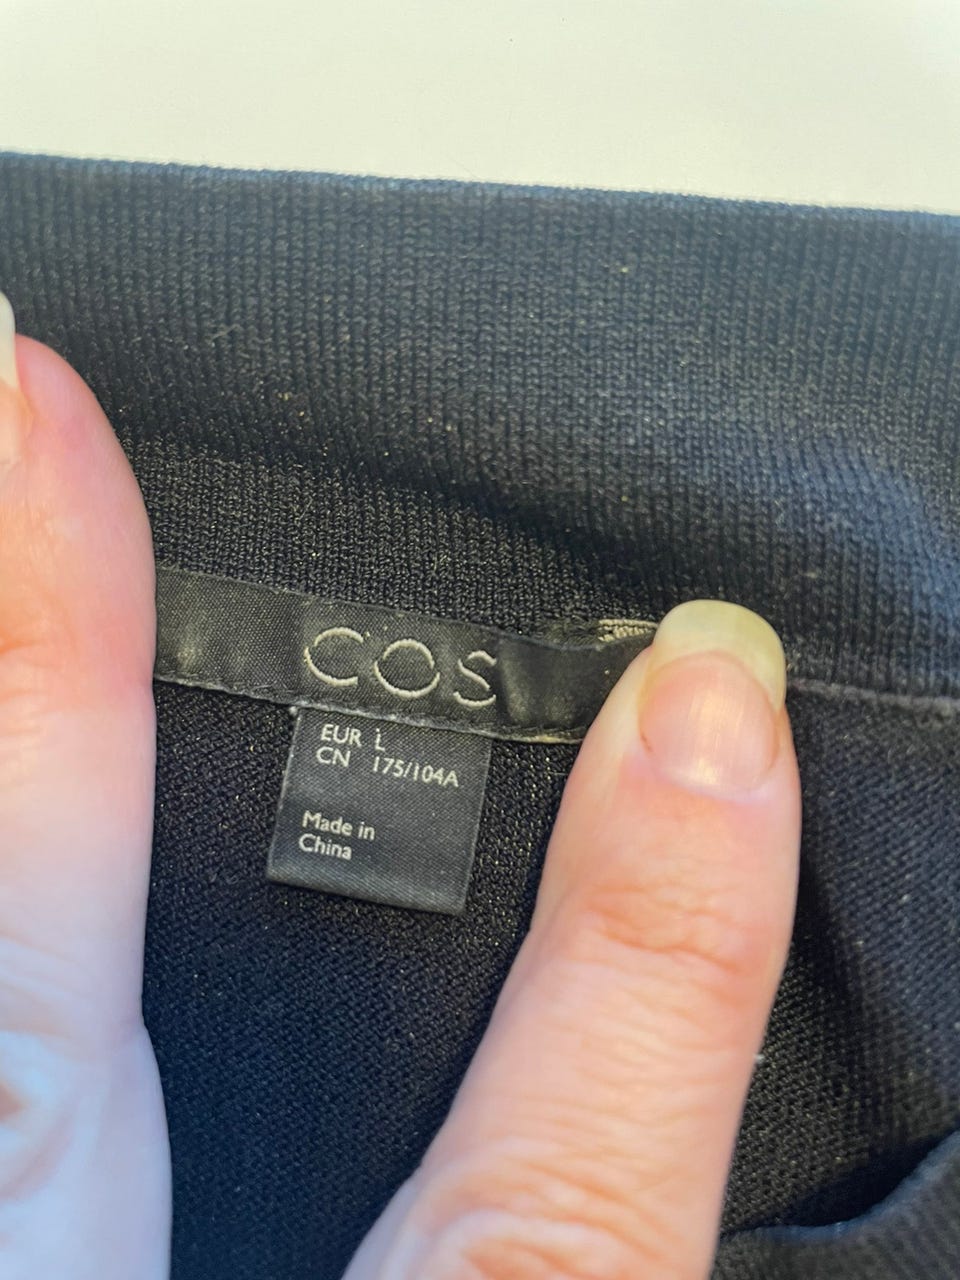 COS
EUR L
CN 175/104A
Made in
China